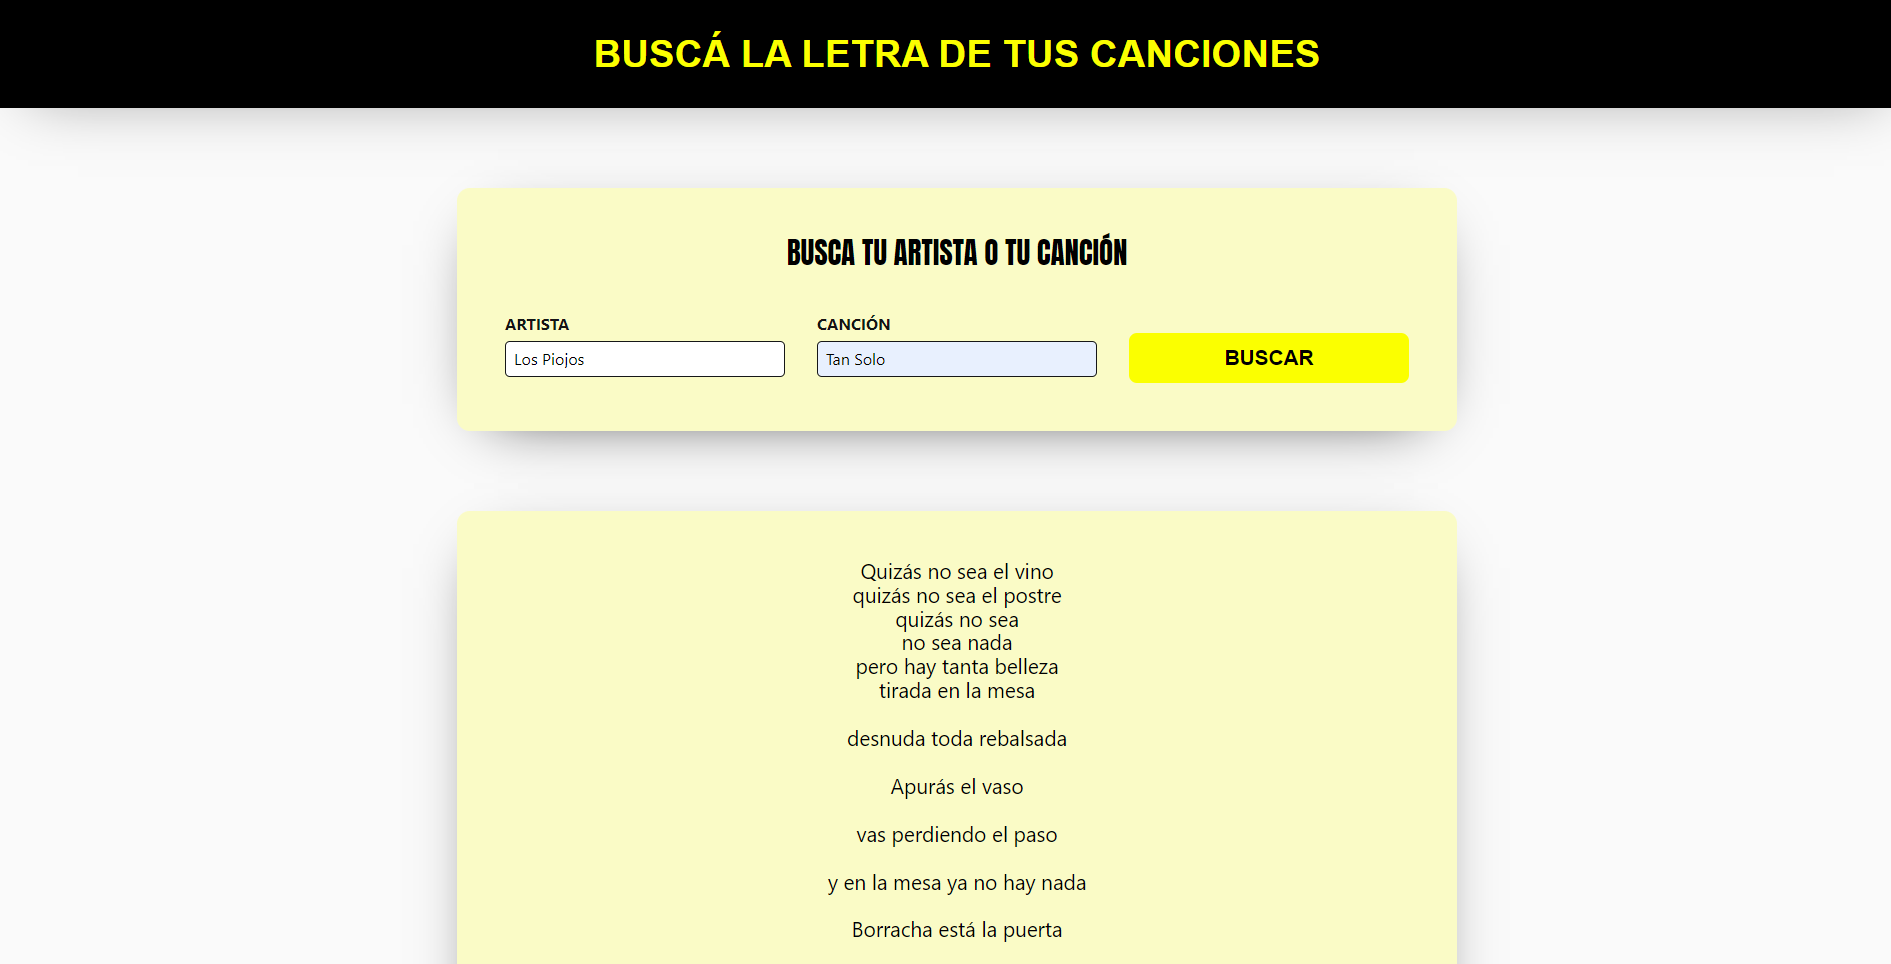 BUSCÁ LA LETRA DE TUS CANCIONES
BUSCA TU ARTISTA O TU CANCIÓN
ARTISTA
CANCIÓN
Los Piojos
Tan Solo
BUSCAR
Quizás no sea el vino
quizás no sea el postre
quizás no sea
no sea nada
pero hay tanta belleza
tirada en la mesa
desnuda toda rebalsada
Apurás el vaso
vas perdiendo el paso
y en la mesa ya no hay nada
Borracha está la puerta